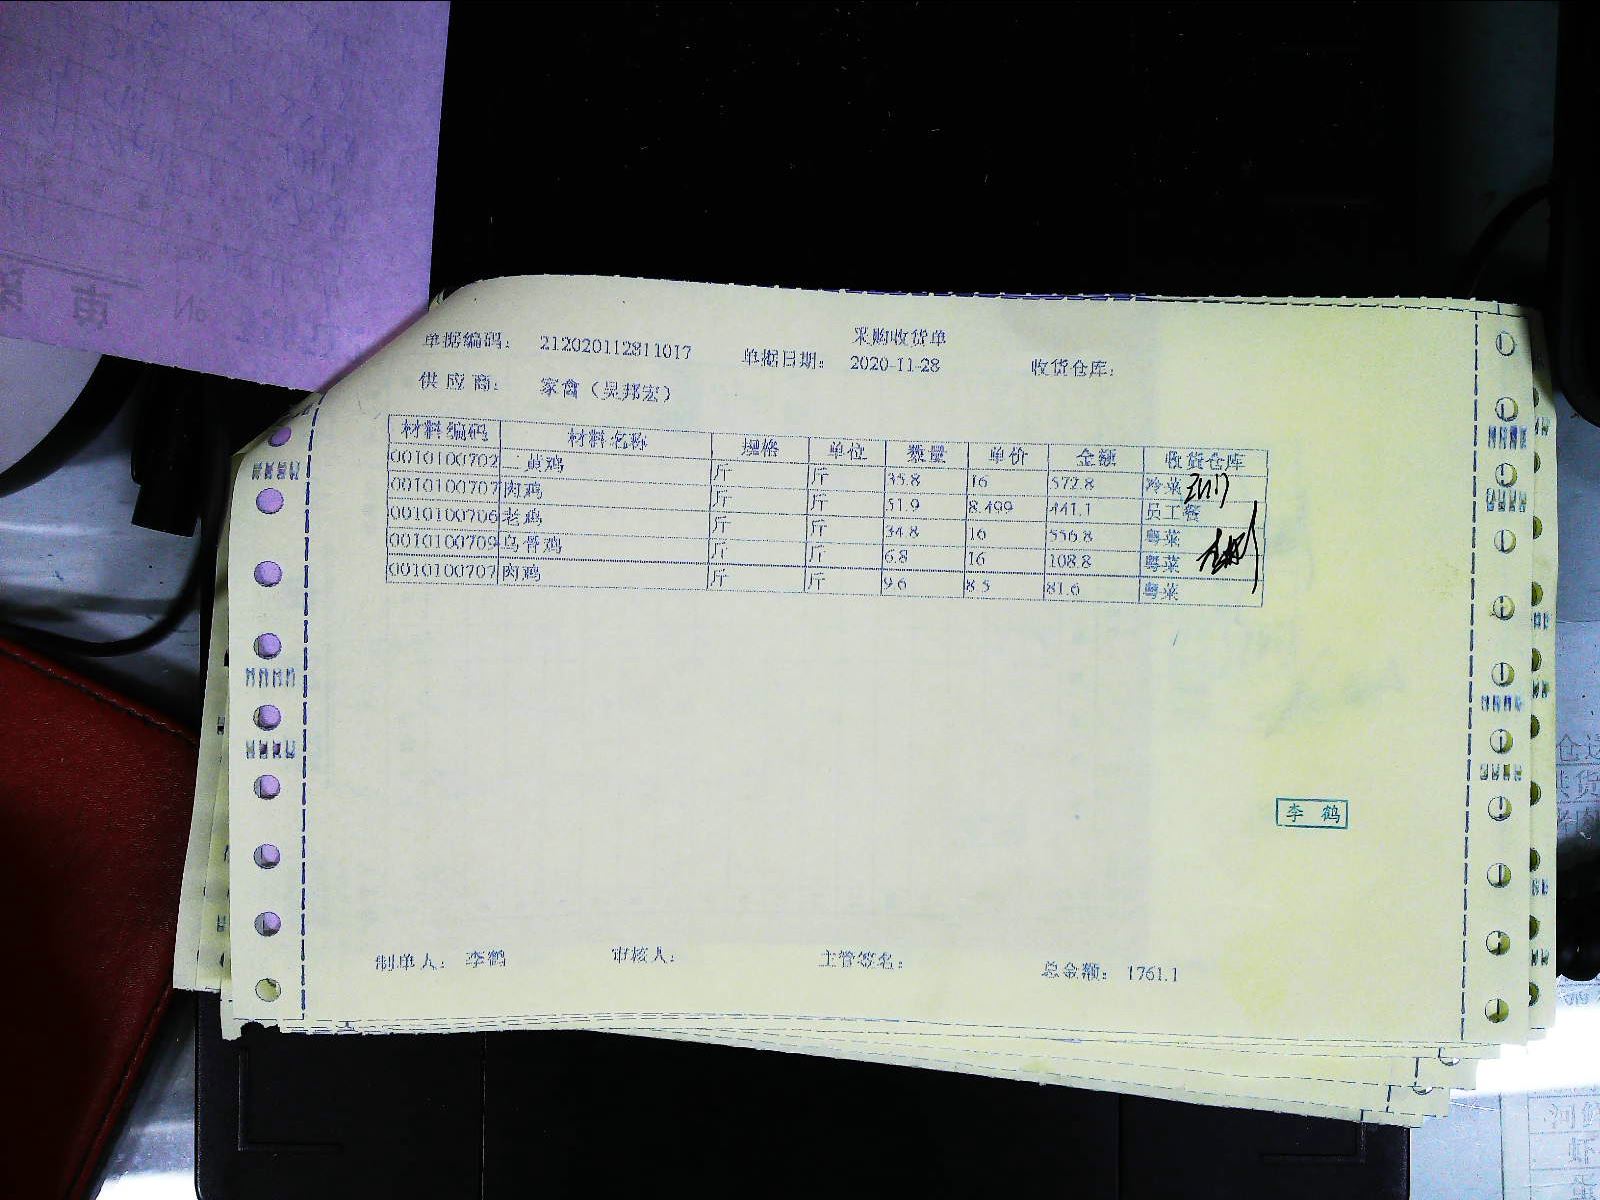 采购收货单
单据编码： 212020112811017 单据日期： 2020-11-28 收货仓库：
供应商： 家禽（吴邦宏）
材料编码 材料名称 规格 单位 数量 单价 金额 收货仓库
0010100702 二黄鸡 斤 斤 35.8 16 572.8 冷菜
0010100707 肉鸡 斤 斤 51.9 8.499 441.1 员工餐
0010100706 老鸡 斤 斤 34.8 16 556.8 粤菜
0010100709 乌骨鸡 斤 斤 6.8 16 108.8 粤菜
0010100707 肉鸡 斤 斤 9.6 8.5 81.6 粤菜
李鹤
制单人： 李鹤 审核人： 主管签名： 总金额： 1761.1